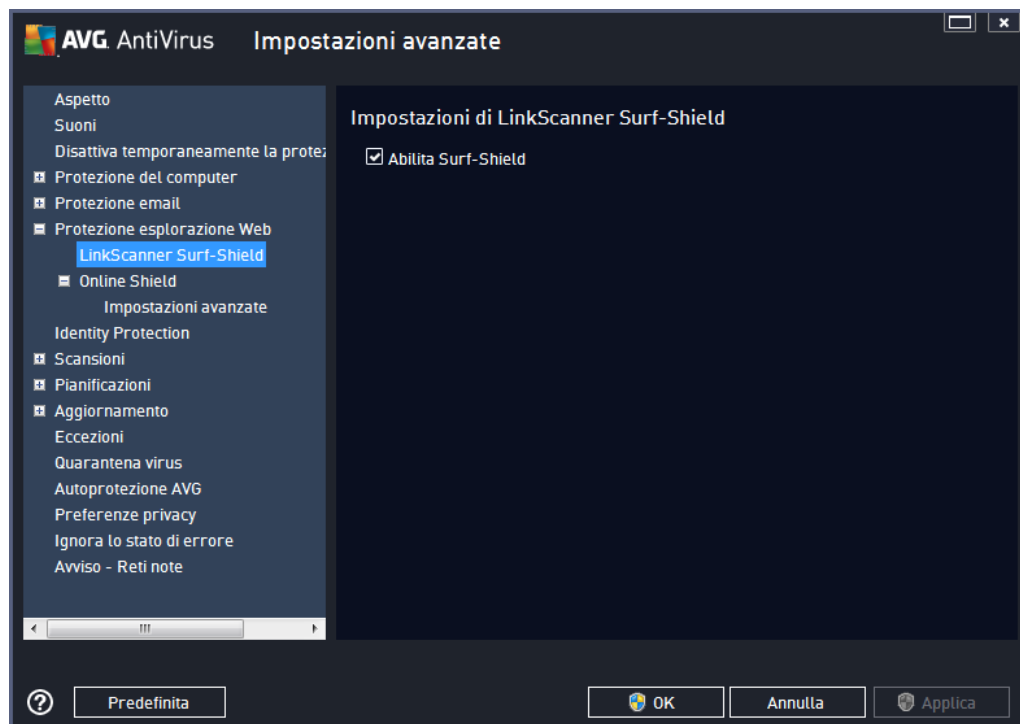 AVG AntiVirus Impostazioni avanzate
Aspetto
Suoni
Disattiva temporaneamente la
Protezione del computer
Protezione email
Protezione esplorazione Web
LinkScanner Surf-Shield
Online Shield
Impostazioni avanzate
Identity Protection
Scansioni
Pianificazioni
Aggiornamento
Eccezioni
Quarantena virus
Autoprotezione AVG
Preferenze privacy
Ignora lo stato di errore
Avviso - Reti note
Impostazioni di LinkScanner Surf-Shield
Abilita Surf-Shield
?
Predefinita
OK
Annulla
Applica